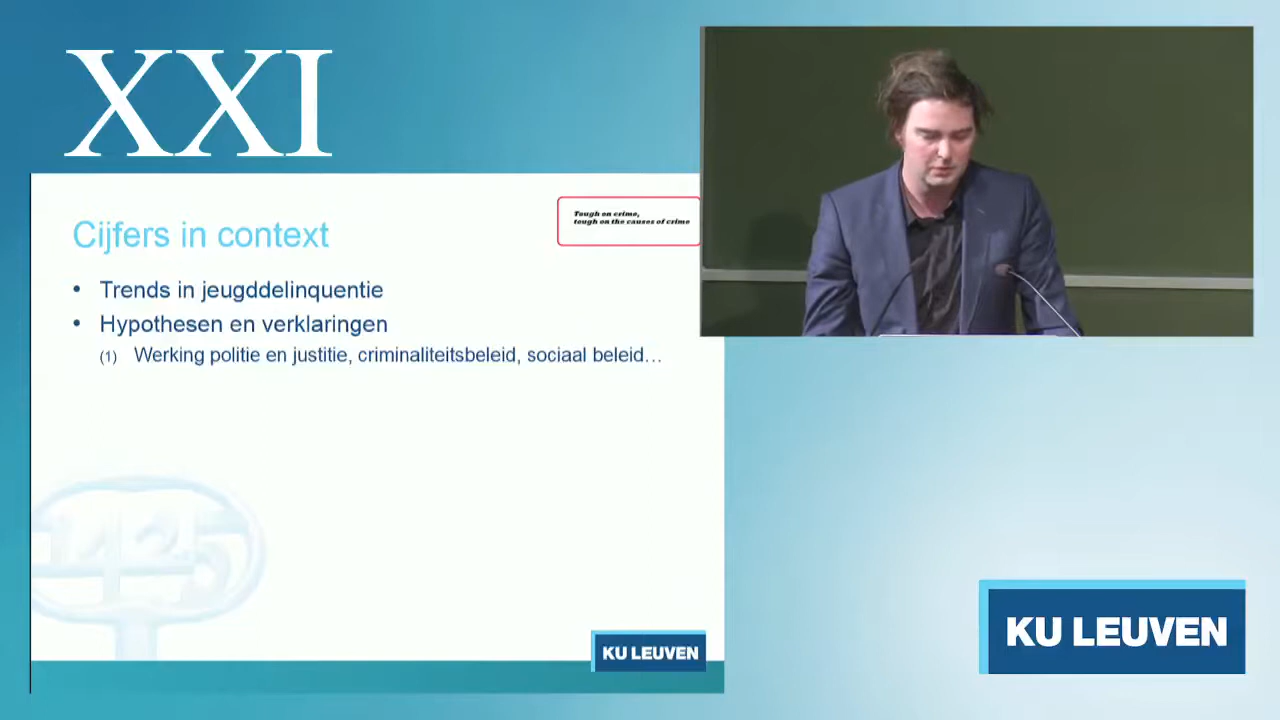 XXI
Cijfers in context
Tough on crime,
tough on the causes of crime
• Trends in jeugddelinquentie
• Hypothesen en verklaringen
(1) Werking politie en justitie, criminaliteitsbeleid, sociaal beleid…
1425
KU LEUVEN
KU LEUVEN